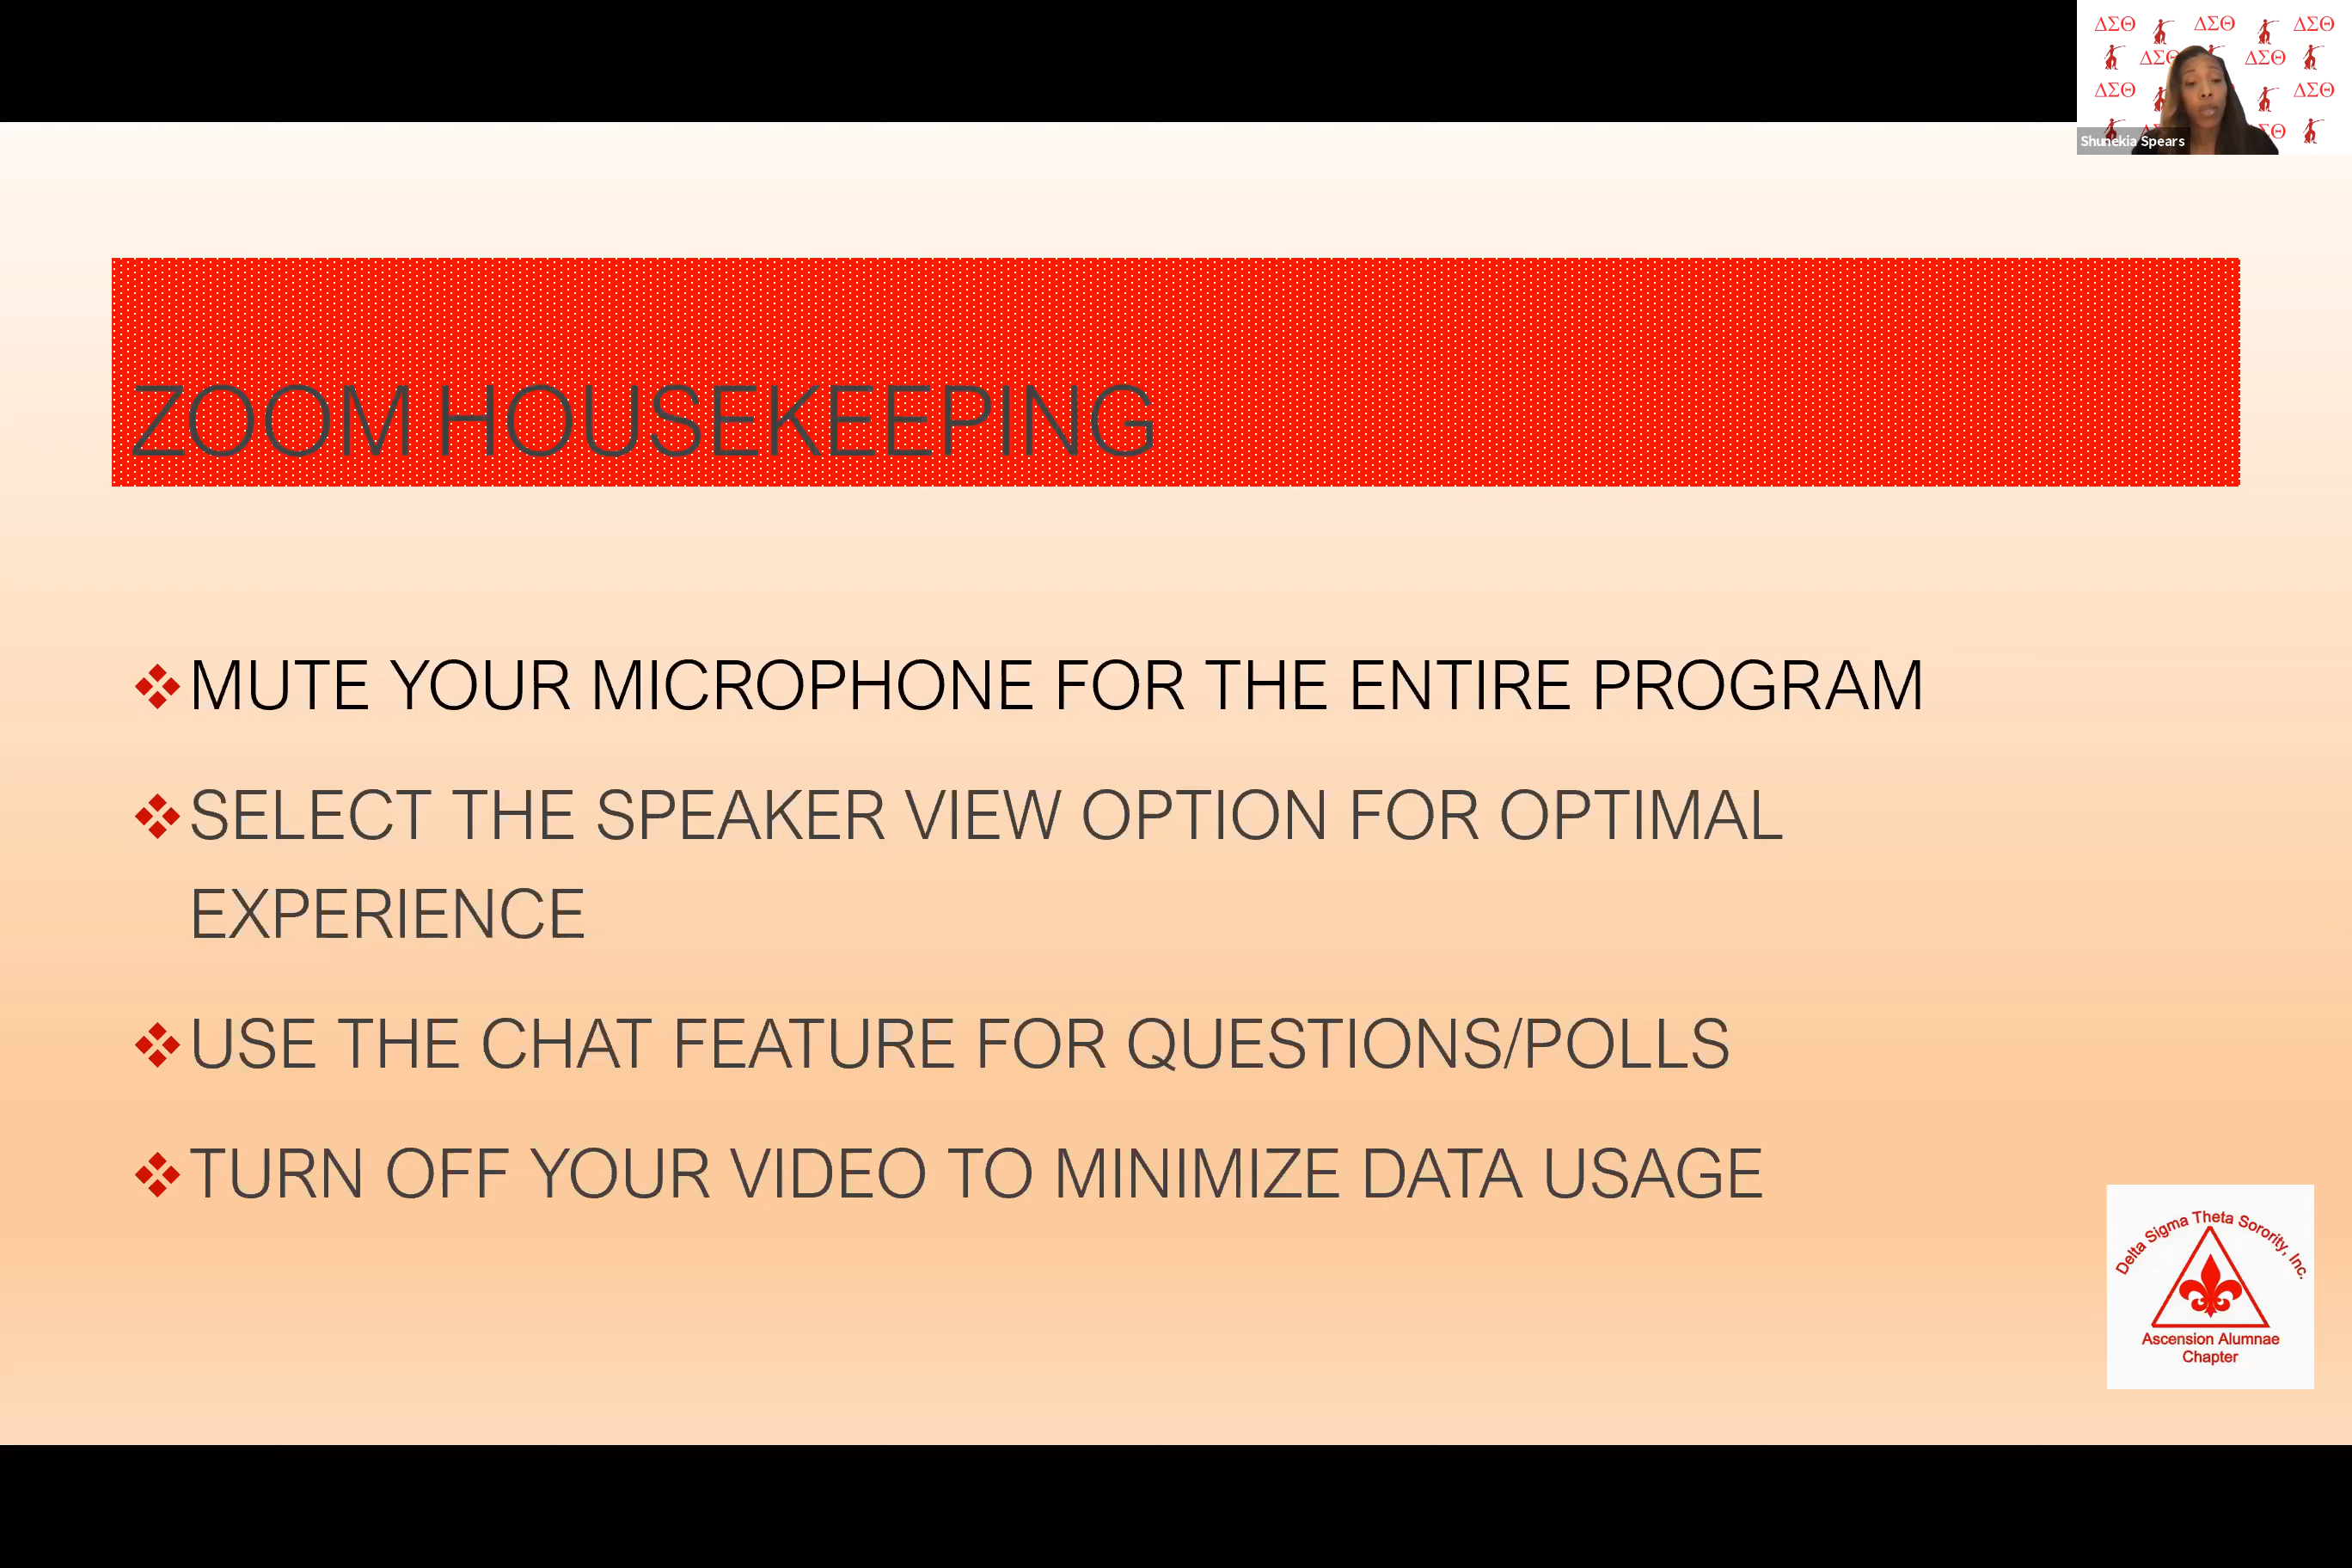 ΔΣΘ ΔΣΘ ΔΣΘ
ΔΣΘ ΔΣΘ
ΔΣΘ ΔΣΘ
Shunekia Spears
ZOOM HOUSEKEEPING
❖MUTE YOUR MICROPHONE FOR THE ENTIRE PROGRAM
❖SELECT THE SPEAKER VIEW OPTION FOR OPTIMAL
EXPERIENCE
❖USE THE CHAT FEATURE FOR QUESTIONS/POLLS
❖TURN OFF YOUR VIDEO TO MINIMIZE DATA USAGE
Delta Sigma Theta Sorority, Inc.
Ascension Alumnae
Chapter